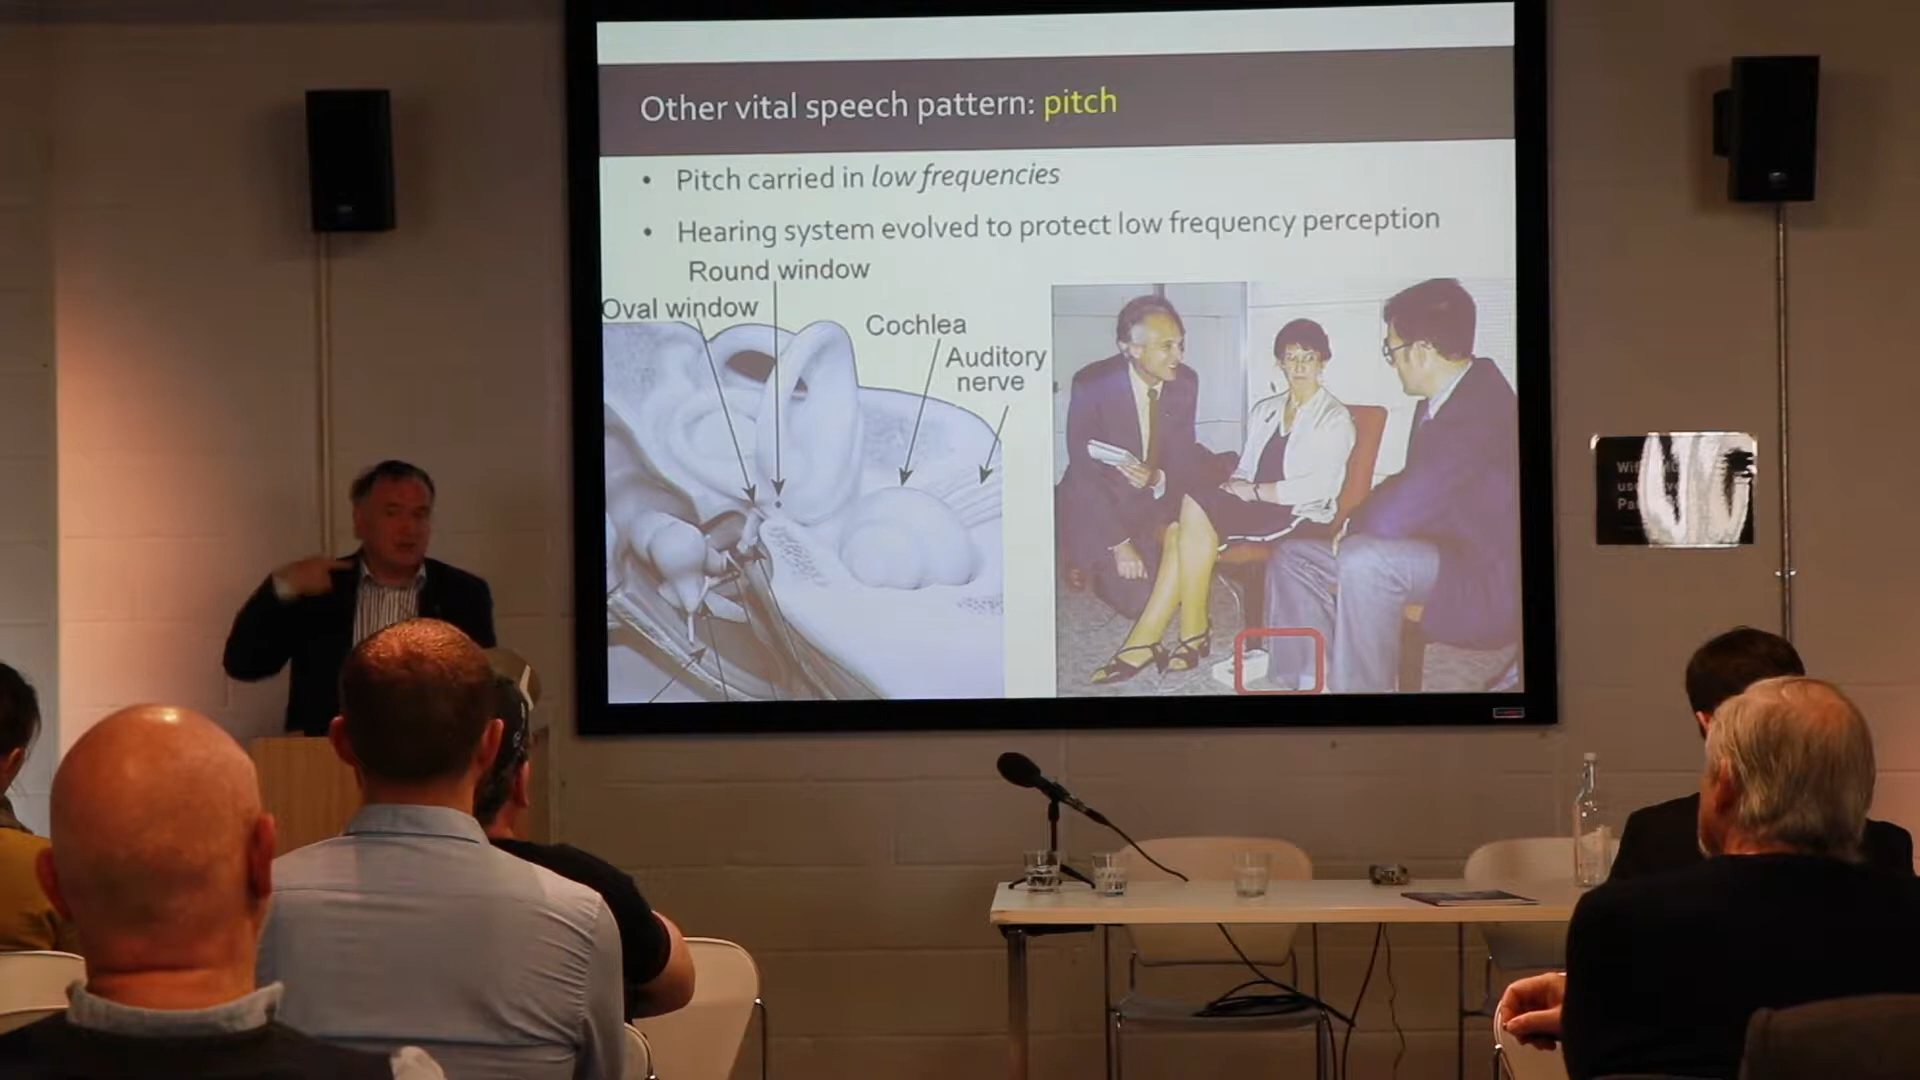 Other vital speech pattern: pitch
• Pitch carried in low frequencies
• Hearing system evolved to protect low frequency perception
Round window
Oval window
Cochlea
Auditory
nerve